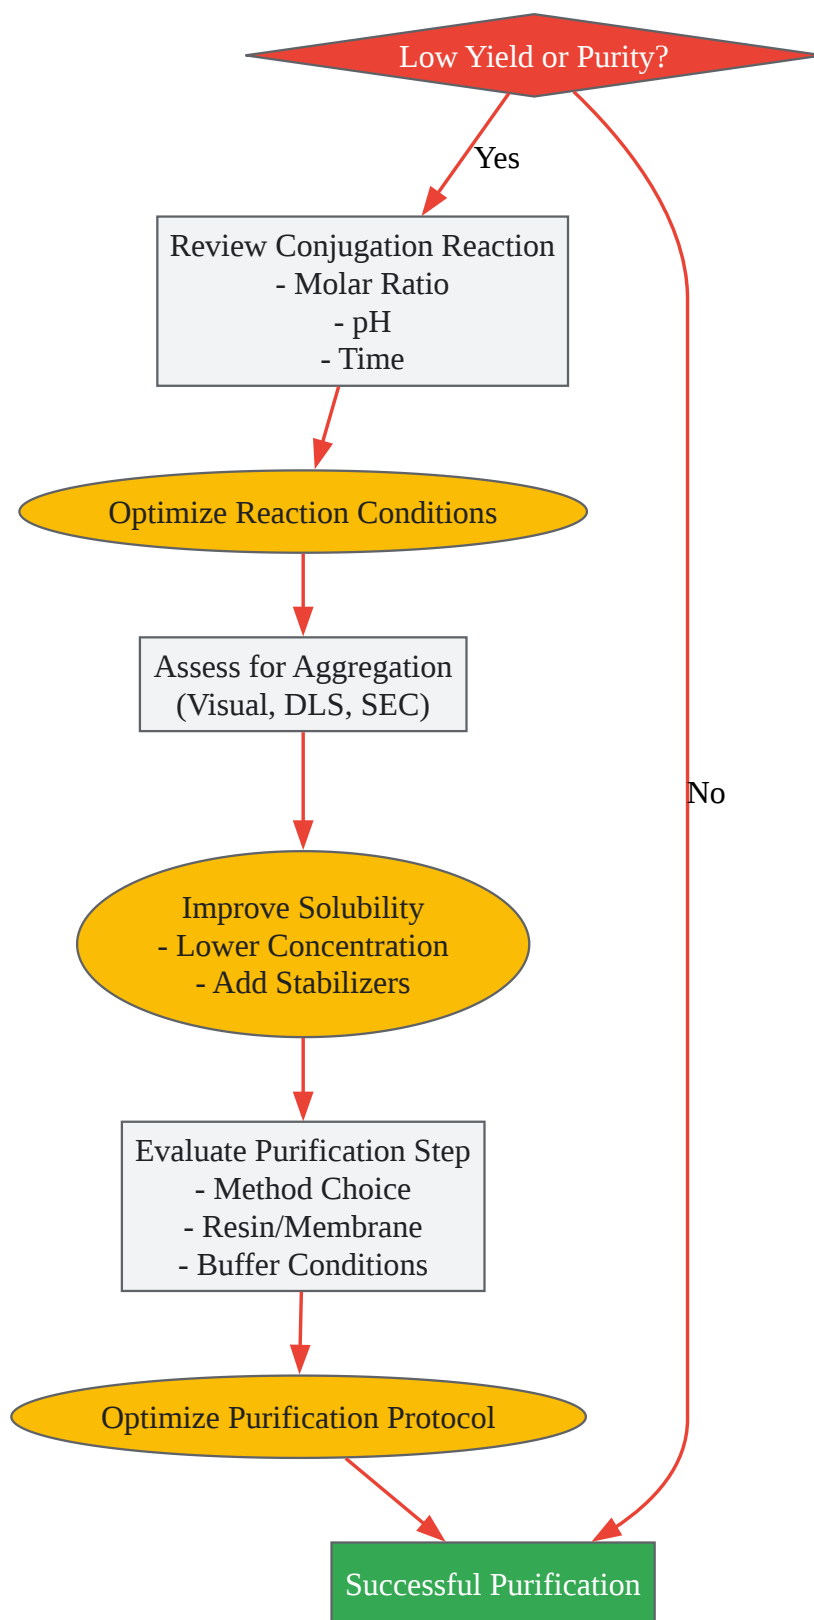 Low Yield or Purity?
Yes
Review Conjugation Reaction
- Molar Ratio
- pH
- Time
Optimize Reaction Conditions
Assess for Aggregation
(Visual, DLS, SEC)
No
Improve Solubility
- Lower Concentration
- Add Stabilizers
Evaluate Purification Step
- Method Choice
- Resin/Membrane
- Buffer Conditions
Optimize Purification Protocol
Successful Purification